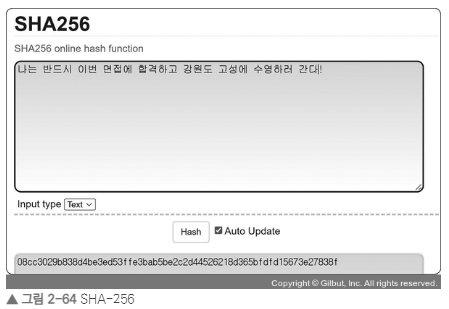 SHA256
SHA256 online hash function
나는 반드시 이번 면접에 합격하고 강원도 고성에 수영하러 간다!
Input type Text
Hash Auto Update
08cc3029b838d4be3ed53ffe3bab5be2c2d44526218d365bfdfd15673e27838f
Copyright © Gilbut, Inc. All rights reserved.
▲ 그림 2-64 SHA-256